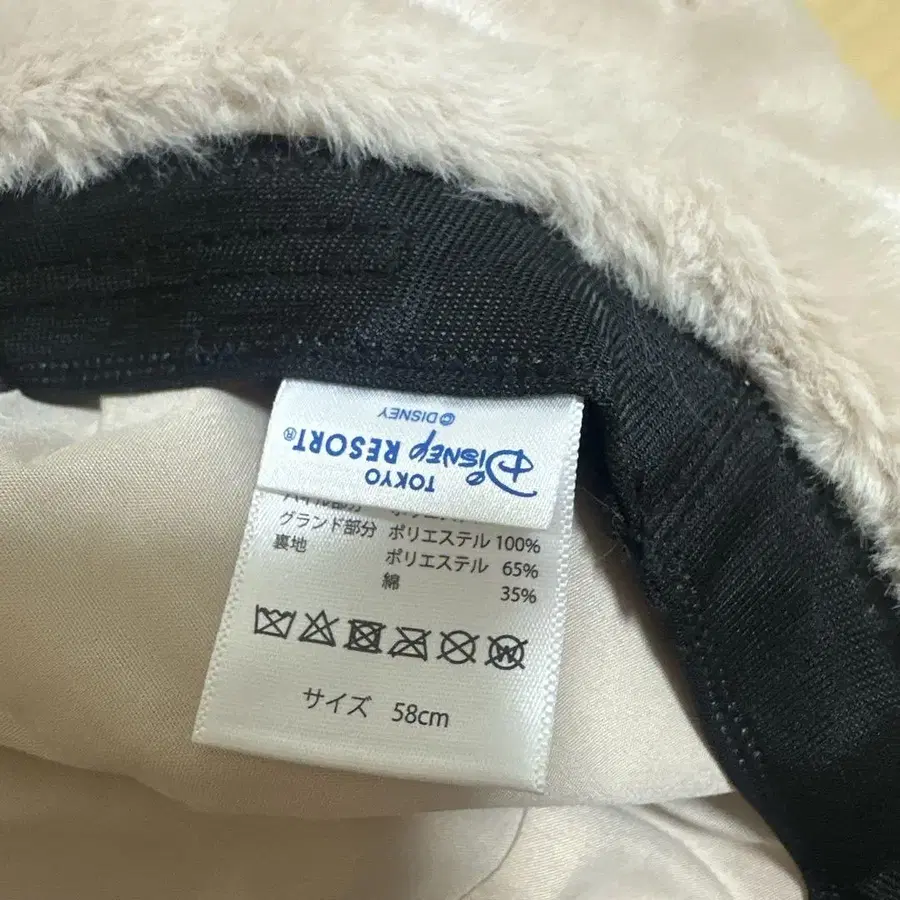 TOKYO
DISNEY RESORT®
© DISNEY
グランド部分 ポリエステル 100%
裏地 ポリエステル 65%
綿 35%
サイズ 58cm